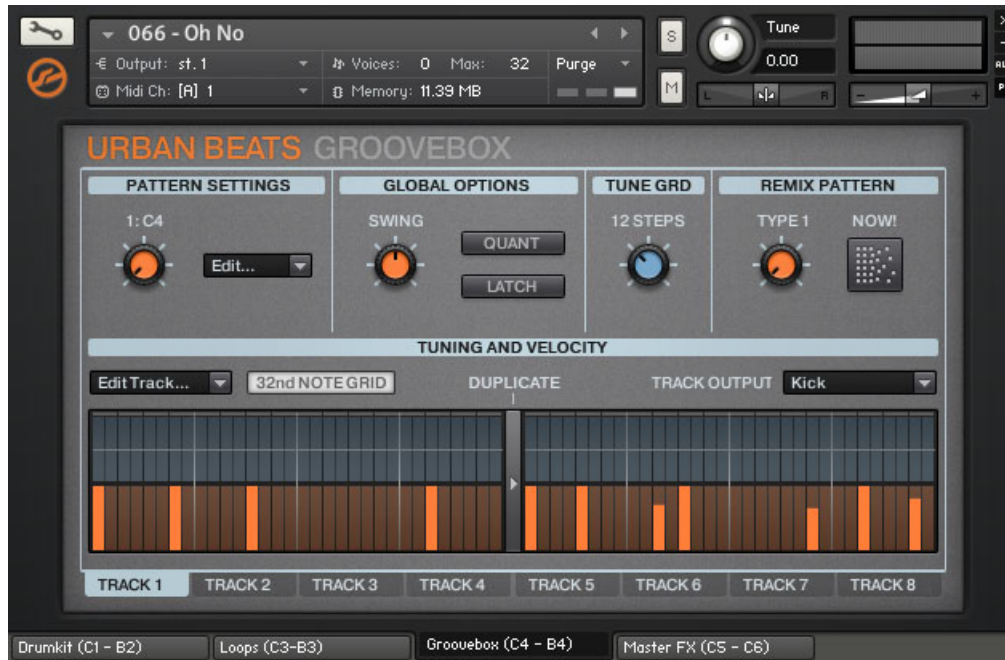 066 - Oh No
S
Tune
0.00
Output: st.1
Voices: 0 Max: 32
Purge
Midi Ch: [A] 1
Memory: 11.39 MB
M
L
R
-
+
URBAN BEATS GROOVEBOX
PATTERN SETTINGS
GLOBAL OPTIONS
TUNE GRD
REMIX PATTERN
1: C4
SWING
12 STEPS
TYPE 1
NOW!
Edit...
QUANT
LATCH
TUNING AND VELOCITY
Edit Track...
32nd NOTE GRID
DUPLICATE
TRACK OUTPUT
Kick
TRACK 1
TRACK 2
TRACK 3
TRACK 4
TRACK 5
TRACK 6
TRACK 7
TRACK 8
Drumkit (C1 - B2)
Loops (C3-B3)
Groovebox (C4 - B4)
Master FX (C5 - C6)